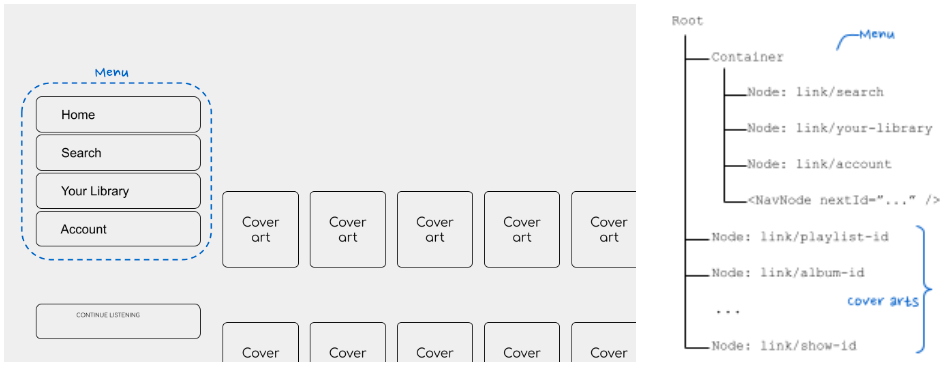 Menu
Home
Search
Your Library
Account
Cover art
Cover art
Cover art
Cover art
Cover art
CONTINUE LISTENING
Cover
Cover
Cover
Cover
Cover
Root
Menu
Container
Node: link/search
Node: link/your-library
Node: link/account
<NavNode nextId="..." />
Node: link/playlist-id
Node: link/album-id
cover arts
...
Node: link/show-id